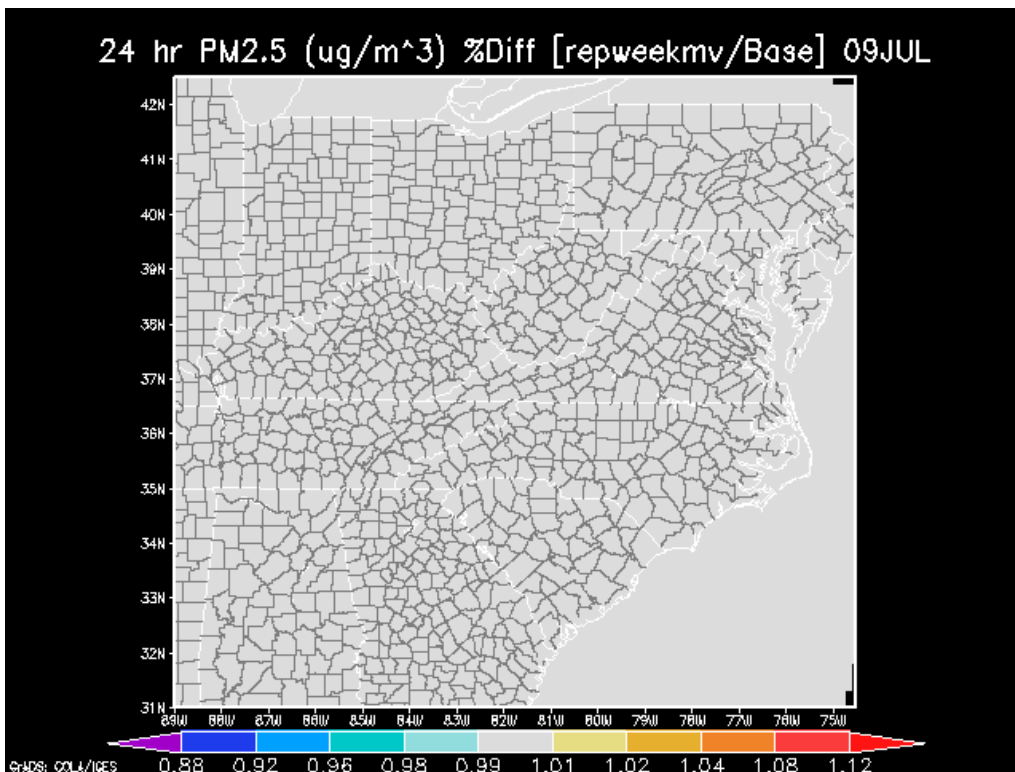 24 hr PM2.5 (ug/m^3) %Diff [repweekmv/Base] 09JUL
42N
41N
40N
39N
38N
37N
36N
35N
34N
33N
32N
31N
89W 88W 87W 86W 85W 84W 83W 82W 81W 80W 79W 78W 77W 76W 75W
GrADS: COLA/IGES
0.88 0.92 0.96 0.98 0.99 1.01 1.02 1.04 1.08 1.12